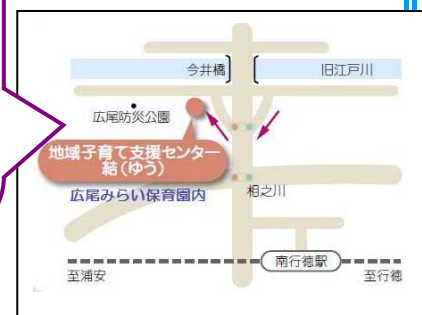 今井橋
旧江戸川
広尾防災公園
地域子育て支援センター
結(ゆう)
広尾みらい保育園内
相之川
南行徳駅
至浦安
至行徳